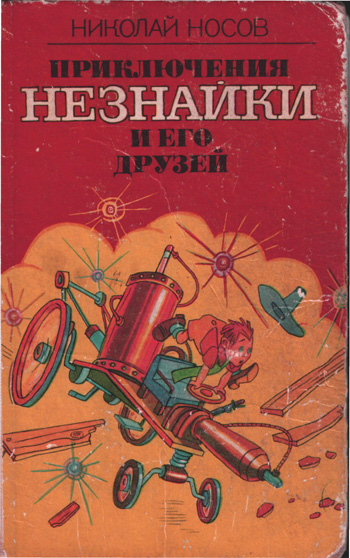 НИКОЛАЙ НОСОВ
ПРИКЛЮЧЕНИЯ
НЕЗНАЙКИ
И ЕГО
ДРУЗЕЙ